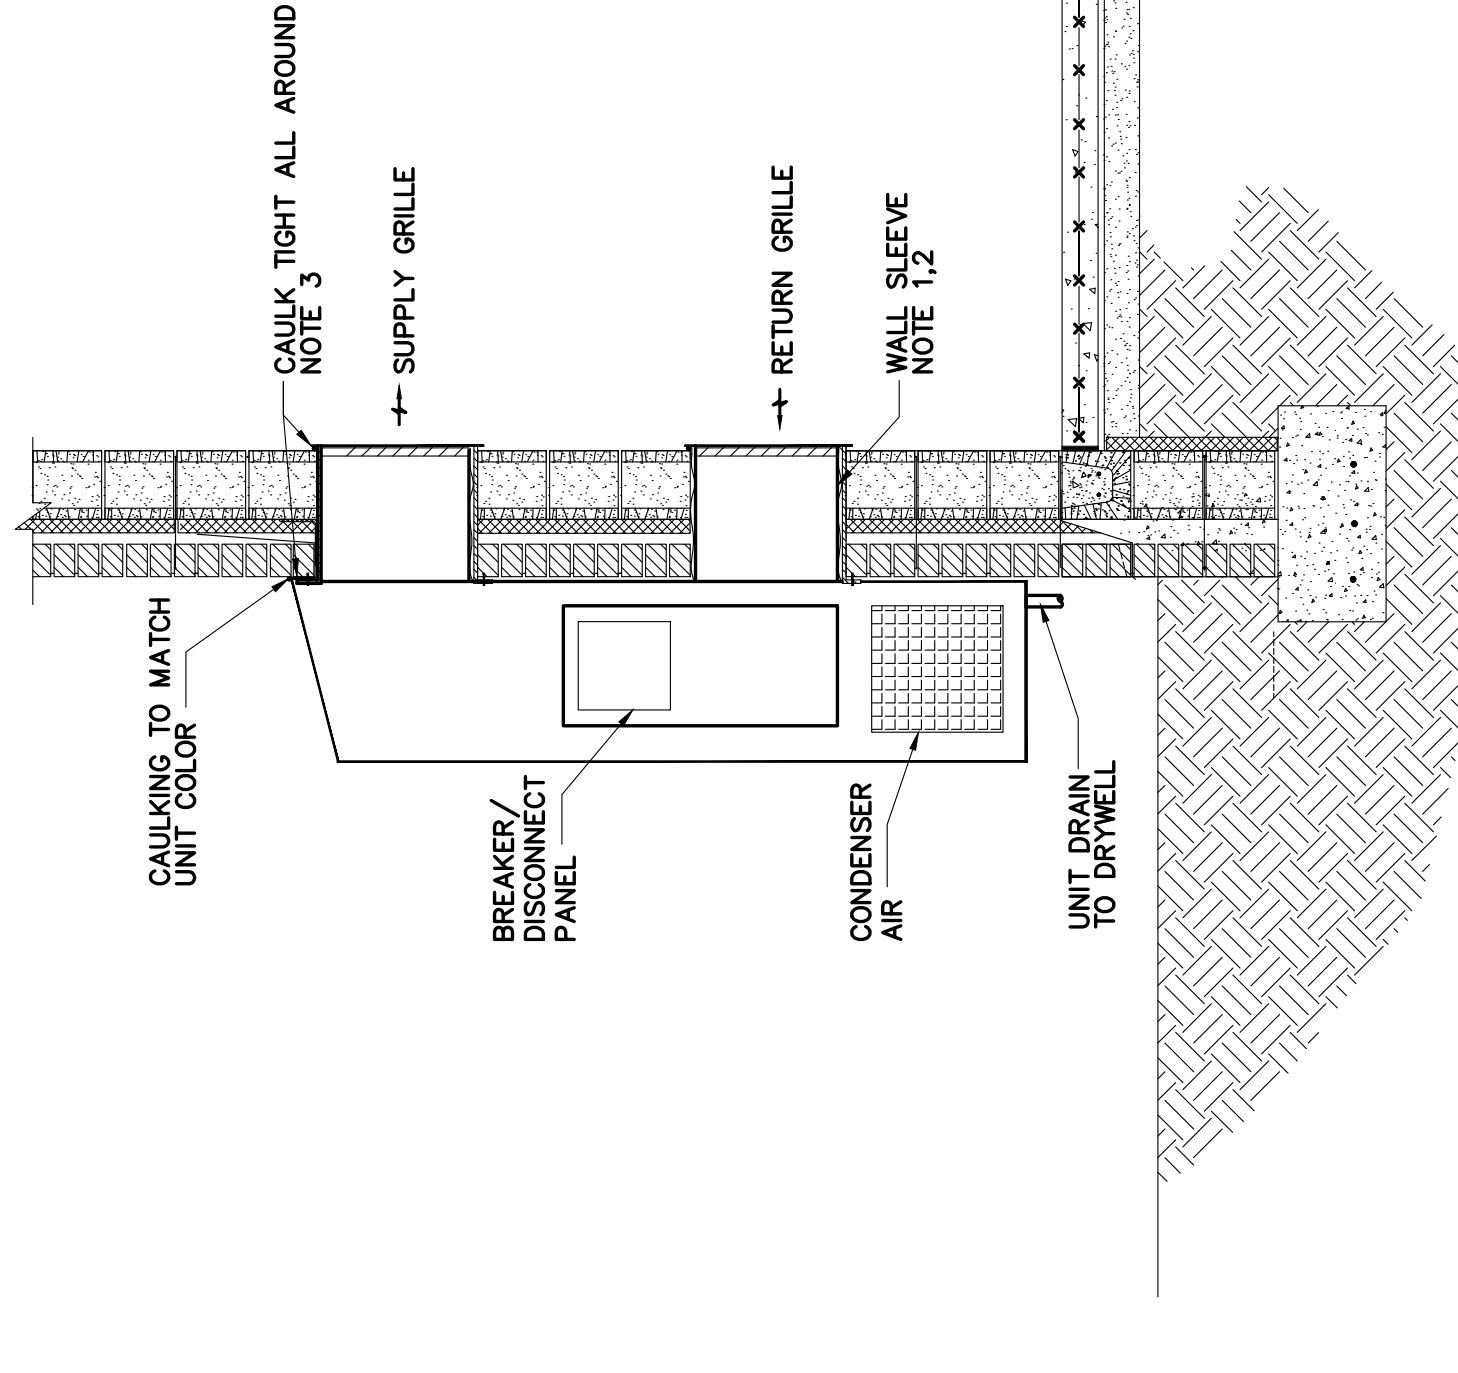 CAULK TIGHT ALL AROUND
NOTE 3
SUPPLY GRILLE
RETURN GRILLE
WALL SLEEVE
NOTE 1,2
CAULKING TO MATCH
UNIT COLOR
BREAKER/
DISCONNECT
PANEL
CONDENSER
AIR
UNIT DRAIN
TO DRYWELL